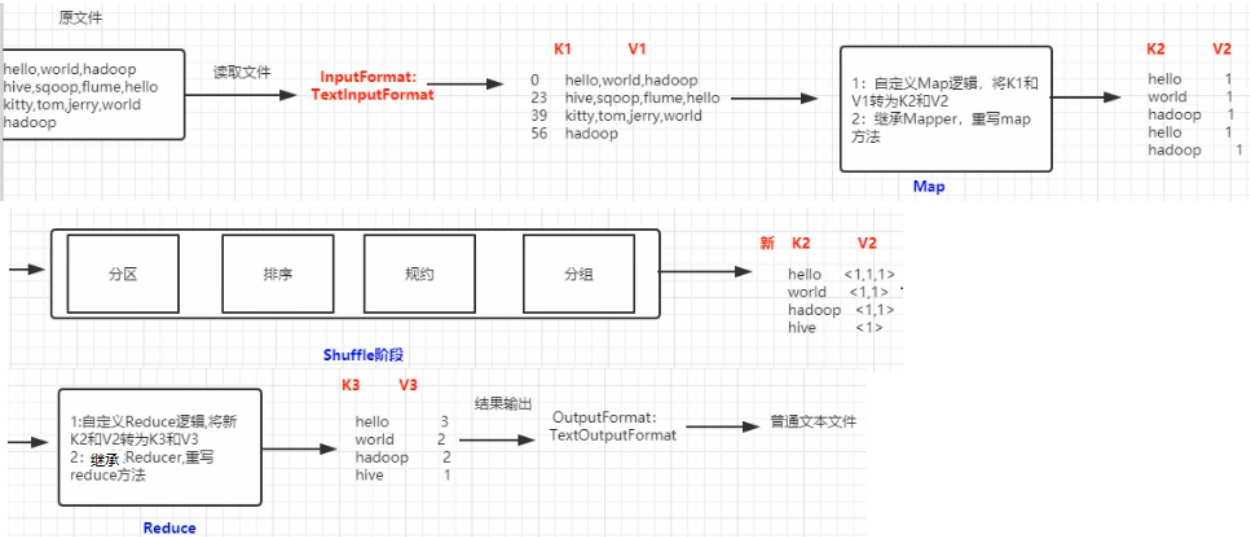 原文件
hello,world,hadoop
hive,sqoop,flume,hello
kitty,tom,jerry,world
hadoop
读取文件
InputFormat:
TextInputFormat
K1 V1
0 hello,world,hadoop
23 hive,sqoop,flume,hello
39 kitty,tom,jerry,world
56 hadoop
1：自定义Map逻辑，将K1和
V1转为K2和V2
2：继承Mapper，重写map
方法
Map
K2 V2
hello 1
world 1
hadoop 1
hello 1
hadoop 1
分区
排序
规约
分组
Shuffle阶段
新 K2 V2
hello <1,1,1>
world <1,1>
hadoop <1,1>
hive <1>
1:自定义Reduce逻辑,将新
K2和V2转为K3和V3
2：继承.Reducer,重写
reduce方法
Reduce
K3 V3
hello 3
world 2
hadoop 2
hive 1
结果输出
OutputFormat:
TextOutputFormat
普通文本文件